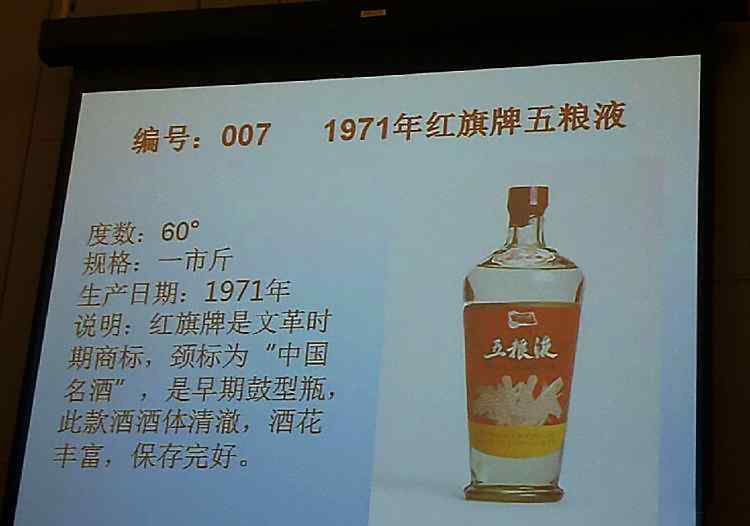 编号：007 1971年红旗牌五粮液
度数：60°
规格：一市斤
生产日期：1971年
说明：红旗牌是文革时
期商标，颈标为“中国
名酒”，是早期鼓型瓶，
此款酒酒体清澈，酒花
丰富，保存完好。
五粮液